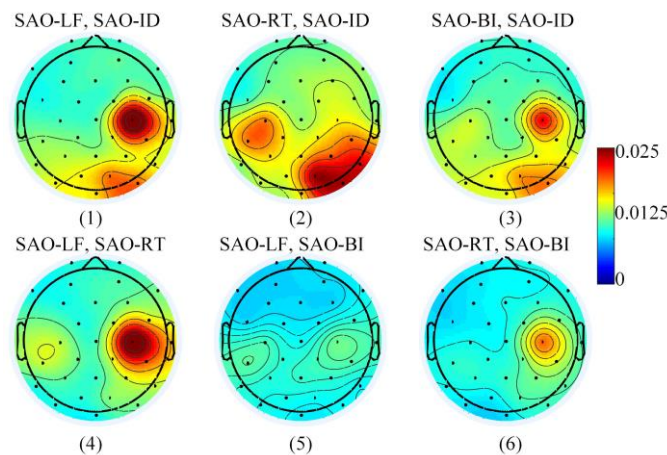 SAO-LF, SAO-ID SAO-RT, SAO-ID SAO-BI, SAO-ID
(1) (2) (3)
0.025
0.0125
0
SAO-LF, SAO-RT SAO-LF, SAO-BI SAO-RT, SAO-BI
(4) (5) (6)